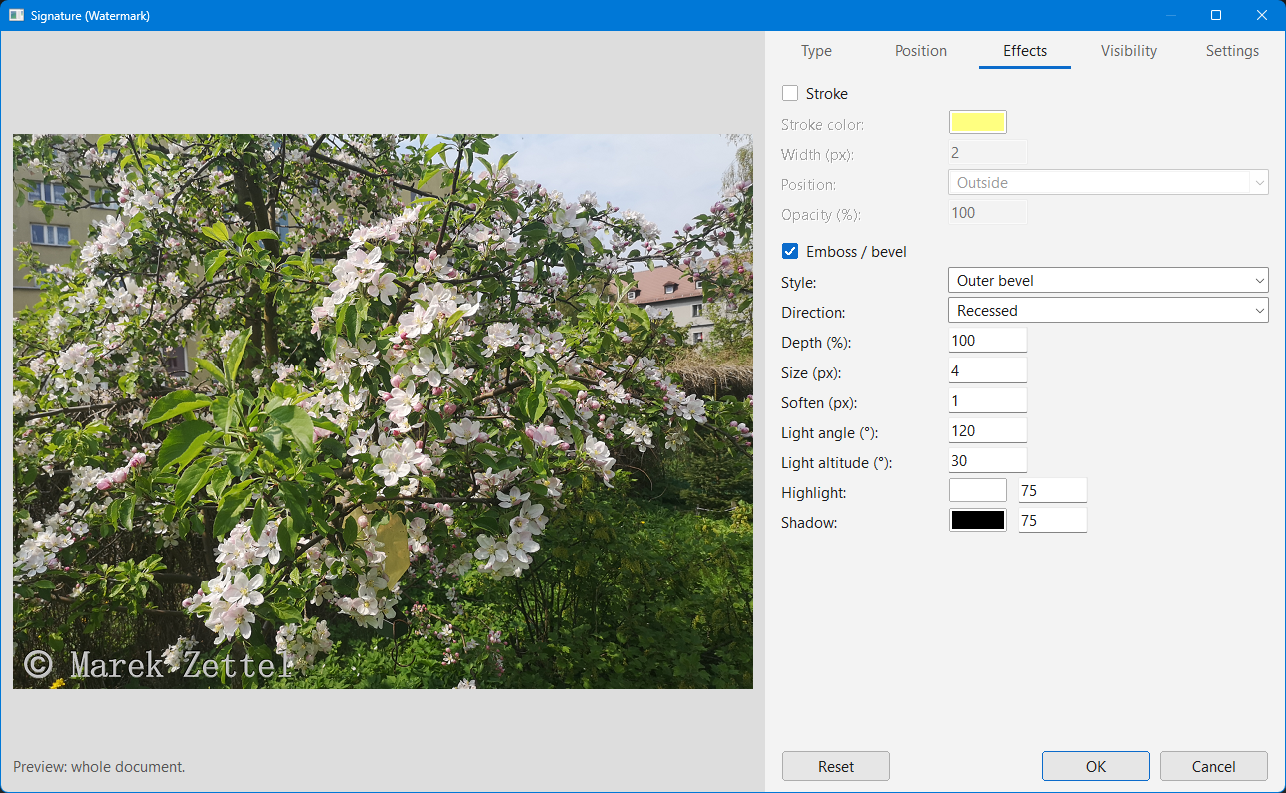 Signature (Watermark)
Type Position Effects Visibility Settings
Stroke
Stroke color:
Width (px): 2
Position: Outside
Opacity (%): 100
Emboss / bevel
Style: Outer bevel
Direction: Recessed
Depth (%): 100
Size (px): 4
Soften (px): 1
Light angle (°): 120
Light altitude (°): 30
Highlight: 75
Shadow: 75
© Marek Zettel
Preview: whole document.
Reset OK Cancel